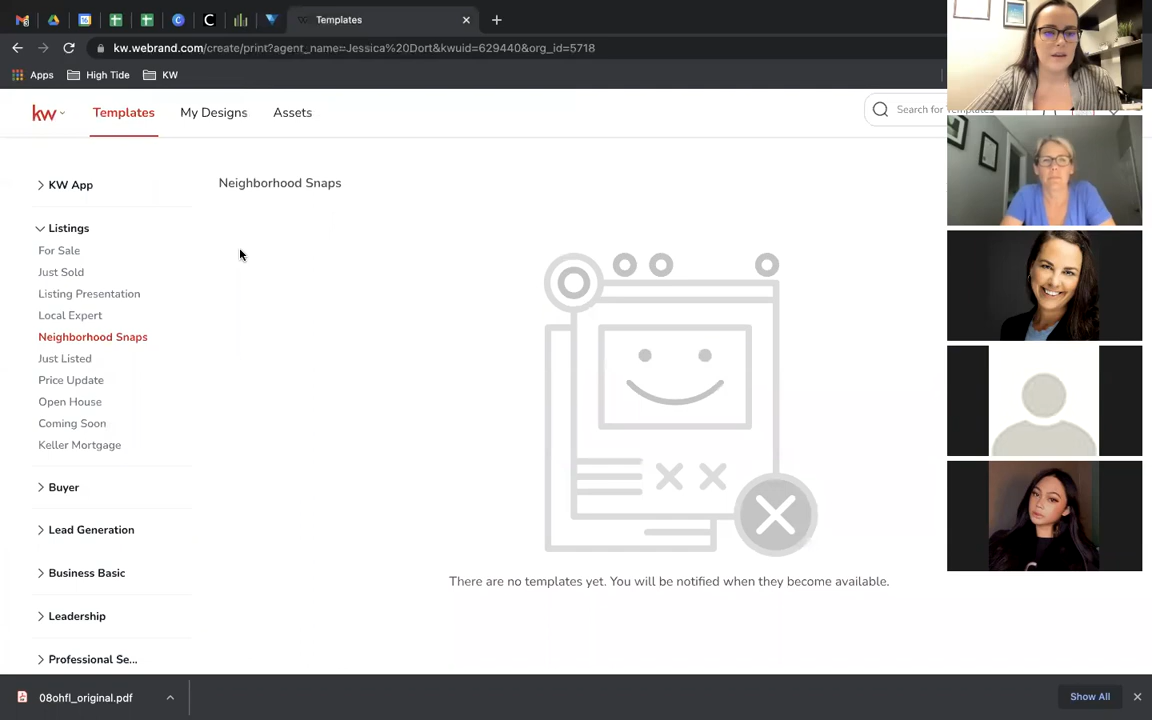 Templates
kw.webrand.com/create/print?agent_name=Jessica%20Dort&kwuid=629440&org_id=5718
Apps
High Tide
KW
kw
Templates
My Designs
Assets
Search for Templates
KW App
Neighborhood Snaps
Listings
For Sale
Just Sold
Listing Presentation
Local Expert
Neighborhood Snaps
Just Listed
Price Update
Open House
Coming Soon
Keller Mortgage
Buyer
Lead Generation
Business Basic
Leadership
Professional Se...
There are no templates yet. You will be notified when they become available.
08ohfl_original.pdf
Show All